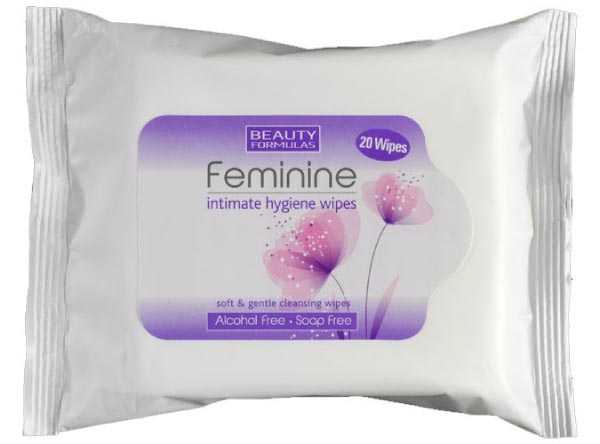 BEAUTY
FORMULAS
20 Wipes
Feminine
intimate hygiene wipes
soft & gentle cleansing wipes
Alcohol Free • Soap Free